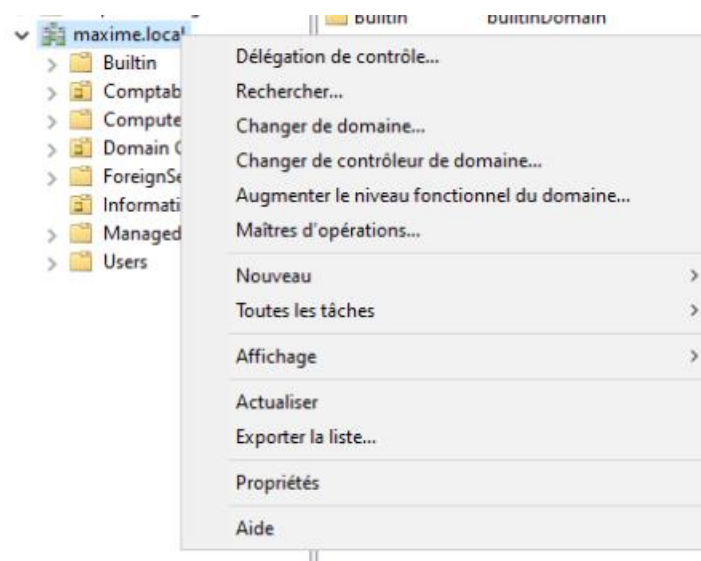 Builtin builtinDomain
maxime.local
Builtin
Comptab
Compute
Domain C
ForeignSe
Informati
Managed
Users
Délégation de contrôle...
Rechercher...
Changer de domaine...
Changer de contrôleur de domaine...
Augmenter le niveau fonctionnel du domaine...
Maîtres d'opérations...
Nouveau
Toutes les tâches
Affichage
Actualiser
Exporter la liste...
Propriétés
Aide